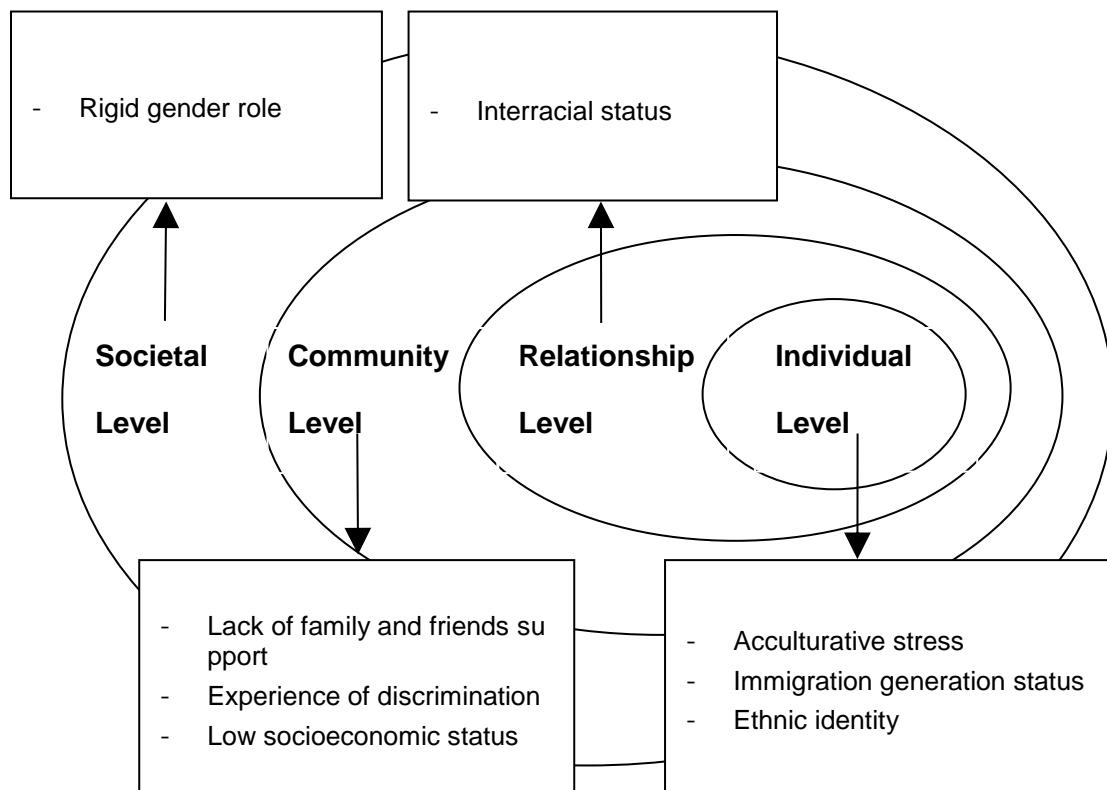 - Rigid gender role
- Interracial status
Societal
Level
Community
Level
Relationship
Level
Individual
Level
- Lack of family and friends su
pport
- Experience of discrimination
- Low socioeconomic status
- Acculturative stress
- Immigration generation status
- Ethnic identity